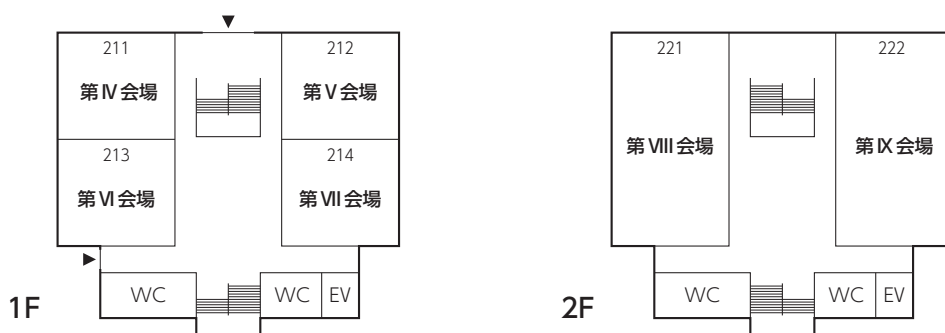 211
第Ⅳ会場
212
第Ⅴ会場
213
第Ⅵ会場
214
第Ⅶ会場
WC
WC
EV
1F
221
第Ⅷ会場
222
第Ⅸ会場
WC
WC
EV
2F